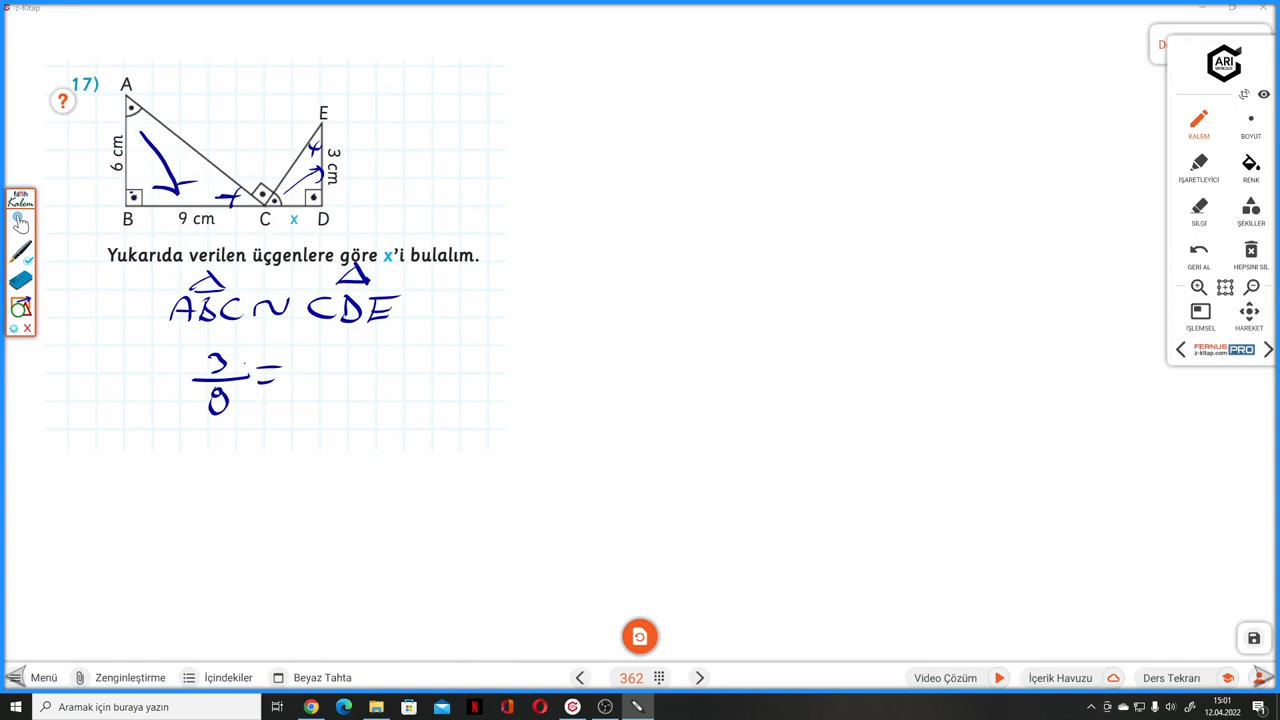 z-Kitap
17)
A
?
E
6 cm
3 cm
B
9 cm
C
x
D
Yukarıda verilen üçgenlere göre x'i bulalım.
ABC ~ CDE
3
9
=
fatih
Kalem
ARI
KALEM
BOYUT
İŞARETLEYİCİ
RENK
SİLGİ
ŞEKİLLER
GERİ AL
HEPSİNİ SİL
İŞLEMSEL
HAREKET
FERNUS PRO
z-kitap.com
Menü
Zenginleştirme
İçindekiler
Beyaz Tahta
362
Video Çözüm
İçerik Havuzu
Ders Tekrarı
Aramak için buraya yazın
15:01
12.04.2022